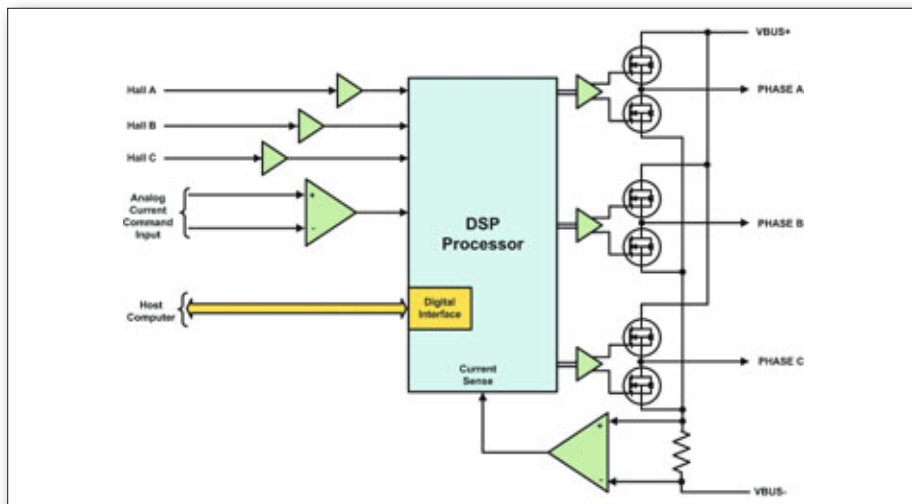 VBUS+
Hall A
PHASE A
Hall B
Hall C
Analog
Current
Command
Input
DSP
Processor
PHASE B
Host
Computer
Digital
Interface
PHASE C
Current
Sense
+
-
+
-
VBUS-